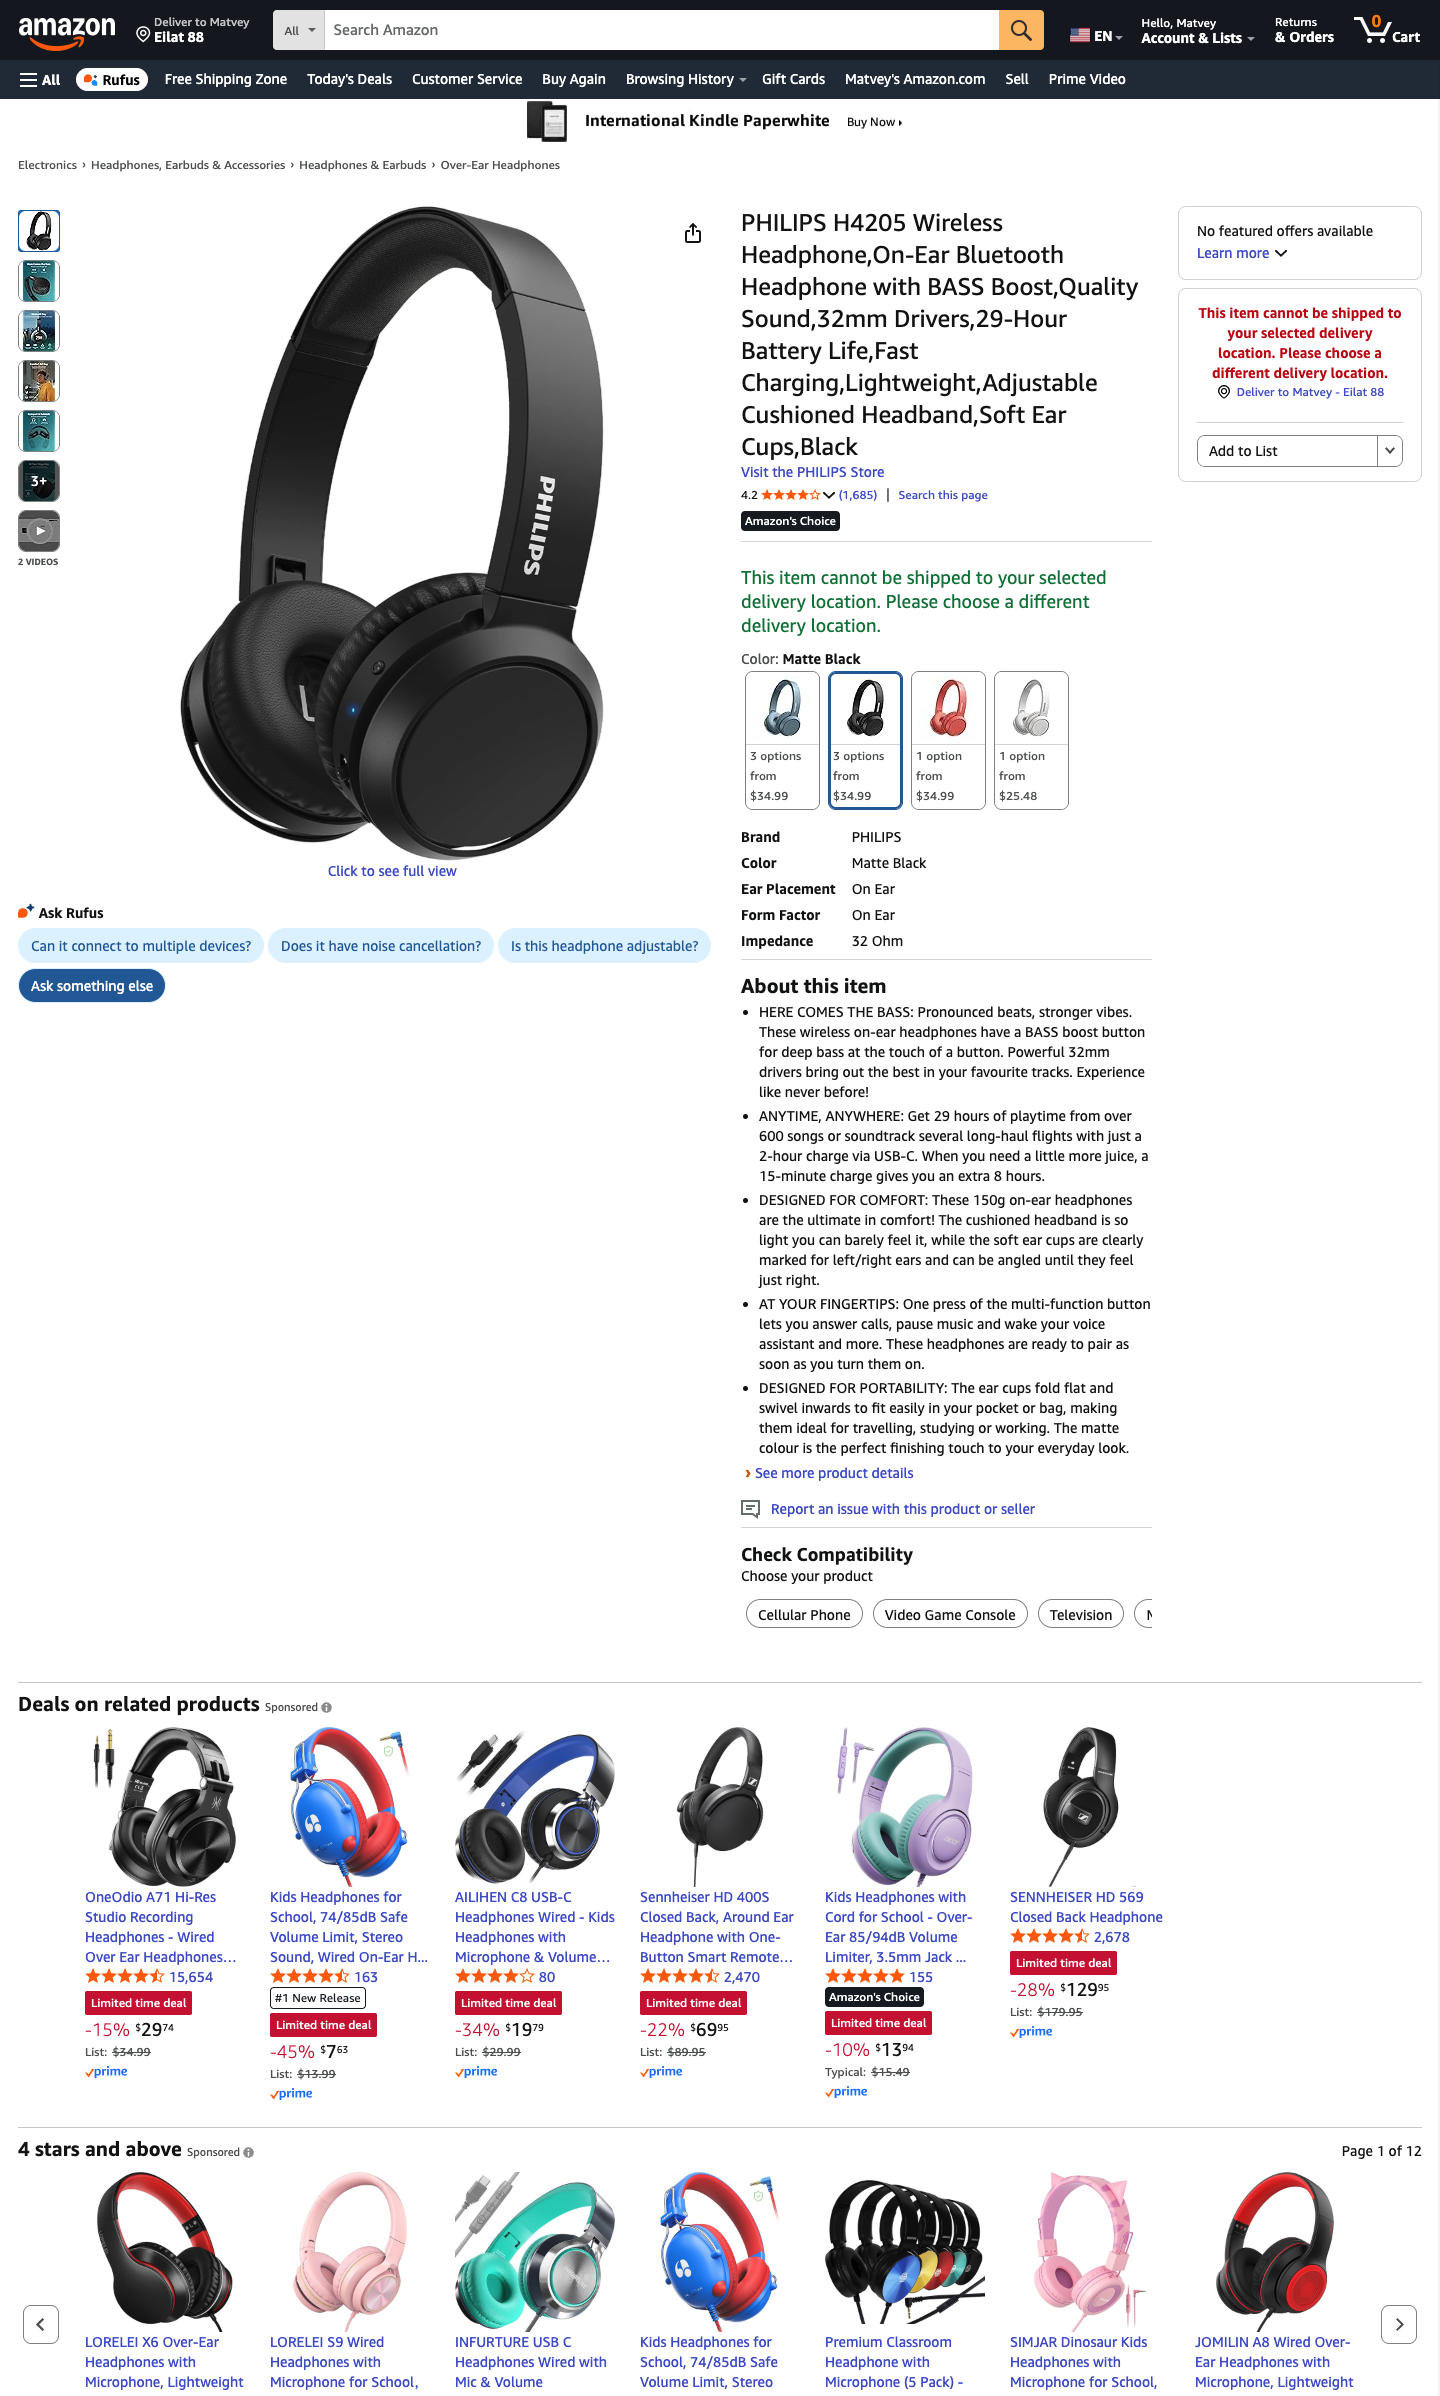 amazon
Deliver to Matvey
Eilat 88
All
Search Amazon
EN
Hello, Matvey
Account & Lists
Returns
& Orders
0
Cart
All
Rufus
Free Shipping Zone
Today's Deals
Customer Service
Buy Again
Browsing History
Gift Cards
Matvey's Amazon.com
Sell
Prime Video
International Kindle Paperwhite
Buy Now
Electronics › Headphones, Earbuds & Accessories › Headphones & Earbuds › Over-Ear Headphones
3+
2 VIDEOS
PHILIPS
Click to see full view
Ask Rufus
Can it connect to multiple devices?
Does it have noise cancellation?
Is this headphone adjustable?
Ask something else
PHILIPS H4205 Wireless
Headphone,On-Ear Bluetooth
Headphone with BASS Boost,Quality
Sound,32mm Drivers,29-Hour
Battery Life,Fast
Charging,Lightweight,Adjustable
Cushioned Headband,Soft Ear
Cups,Black
Visit the PHILIPS Store
4.2 (1,685) | Search this page
Amazon's Choice
This item cannot be shipped to your selected
delivery location. Please choose a different
delivery location.
Color: Matte Black
3 options
from
$34.99
3 options
from
$34.99
1 option
from
$34.99
1 option
from
$25.48
Brand PHILIPS
Color Matte Black
Ear Placement On Ear
Form Factor On Ear
Impedance 32 Ohm
About this item
• HERE COMES THE BASS: Pronounced beats, stronger vibes.
These wireless on-ear headphones have a BASS boost button
for deep bass at the touch of a button. Powerful 32mm
drivers bring out the best in your favourite tracks. Experience
like never before!
• ANYTIME, ANYWHERE: Get 29 hours of playtime from over
600 songs or soundtrack several long-haul flights with just a
2-hour charge via USB-C. When you need a little more juice, a
15-minute charge gives you an extra 8 hours.
• DESIGNED FOR COMFORT: These 150g on-ear headphones
are the ultimate in comfort! The cushioned headband is so
light you can barely feel it, while the soft ear cups are clearly
marked for left/right ears and can be angled until they feel
just right.
• AT YOUR FINGERTIPS: One press of the multi-function button
lets you answer calls, pause music and wake your voice
assistant and more. These headphones are ready to pair as
soon as you turn them on.
• DESIGNED FOR PORTABILITY: The ear cups fold flat and
swivel inwards to fit easily in your pocket or bag, making
them ideal for travelling, studying or working. The matte
colour is the perfect finishing touch to your everyday look.
› See more product details
Report an issue with this product or seller
Check Compatibility
Choose your product
Cellular Phone
Video Game Console
Television
No featured offers available
Learn more
This item cannot be shipped to
your selected delivery
location. Please choose a
different delivery location.
Deliver to Matvey - Eilat 88
Add to List
Deals on related products Sponsored
OneOdio A71 Hi-Res
Studio Recording
Headphones - Wired
Over Ear Headphones…
15,654
Limited time deal
-15% $29 74
List: $34.99
prime
Kids Headphones for
School, 74/85dB Safe
Volume Limit, Stereo
Sound, Wired On-Ear H…
163
#1 New Release
Limited time deal
-45% $7 63
List: $13.99
prime
AILIHEN C8 USB-C
Headphones Wired - Kids
Headphones with
Microphone & Volume…
80
Limited time deal
-34% $19 79
List: $29.99
prime
Sennheiser HD 400S
Closed Back, Around Ear
Headphone with One-
Button Smart Remote…
2,470
Limited time deal
-22% $69 95
List: $89.95
prime
Kids Headphones with
Cord for School - Over-
Ear 85/94dB Volume
Limiter, 3.5mm Jack …
155
Amazon's Choice
Limited time deal
-10% $13 94
Typical: $15.49
prime
SENNHEISER HD 569
Closed Back Headphone
2,678
Limited time deal
-28% $129 95
List: $179.95
prime
4 stars and above Sponsored
Page 1 of 12
LORELEI X6 Over-Ear
Headphones with
Microphone, Lightweight
LORELEI S9 Wired
Headphones with
Microphone for School,
INFURTURE USB C
Headphones Wired with
Mic & Volume
Kids Headphones for
School, 74/85dB Safe
Volume Limit, Stereo
Premium Classroom
Headphone with
Microphone (5 Pack) -
SIMJAR Dinosaur Kids
Headphones with
Microphone for School,
JOMILIN A8 Wired Over-
Ear Headphones with
Microphone, Lightweight